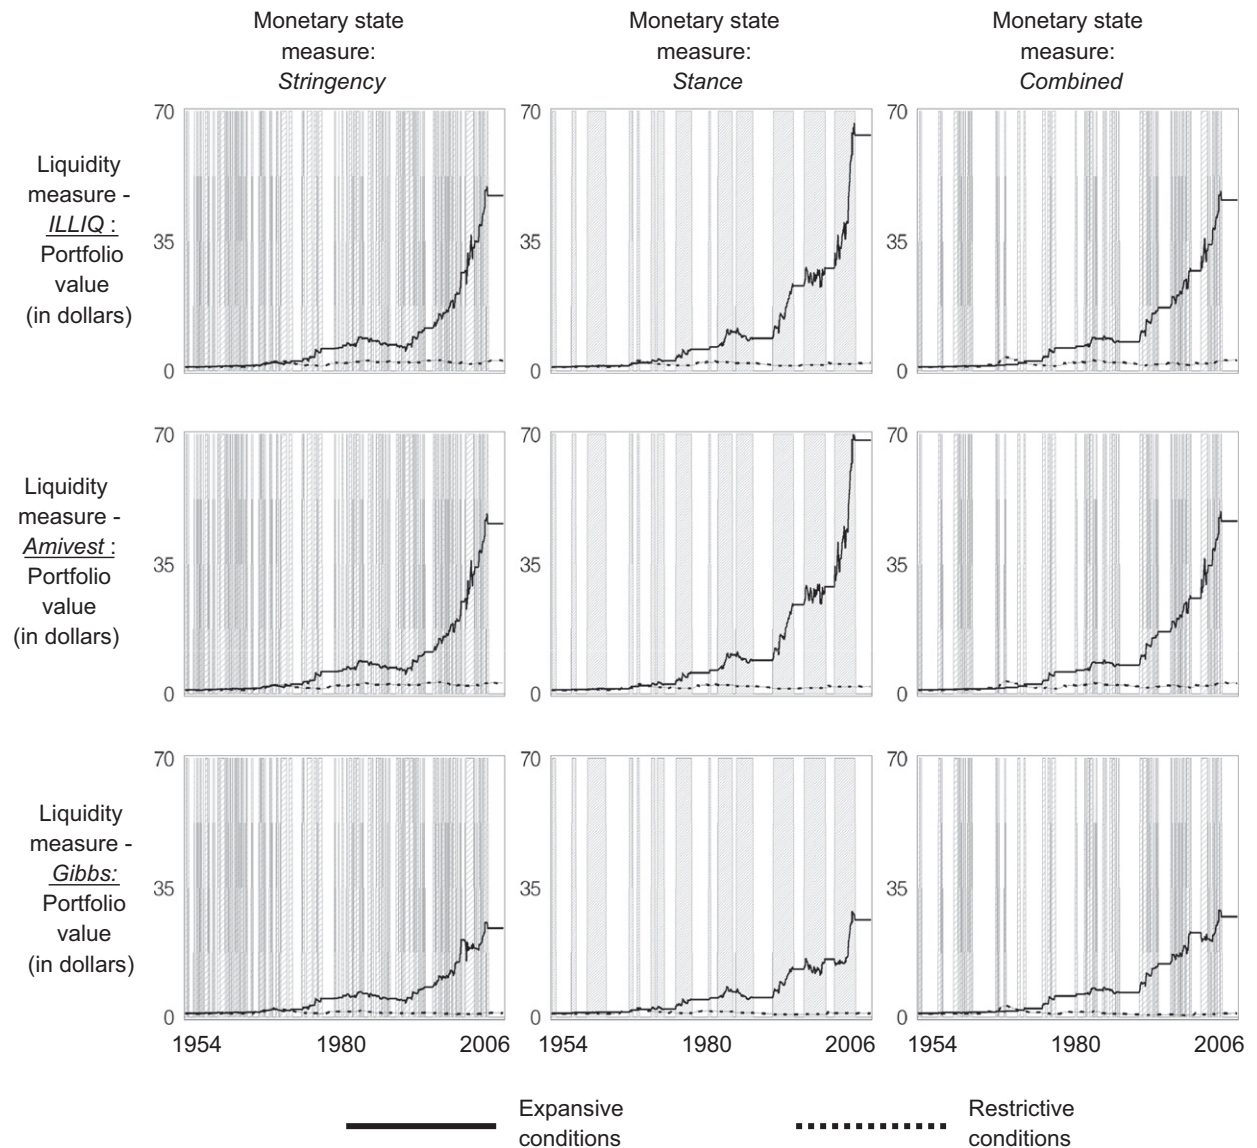 Monetary state
measure:
Stringency
Monetary state
measure:
Stance
Monetary state
measure:
Combined
Liquidity
measure -
ILLIQ :
Portfolio
value
(in dollars)
70
35
0
70
35
0
70
35
0
Liquidity
measure -
Amivest :
Portfolio
value
(in dollars)
70
35
0
70
35
0
70
35
0
Liquidity
measure -
Gibbs:
Portfolio
value
(in dollars)
70
35
0
70
35
0
70
35
0
1954 1980 2006
1954 1980 2006
1954 1980 2006
Expansive
conditions
Restrictive
conditions